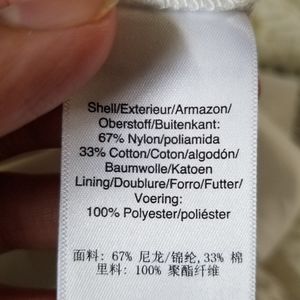 Shell/Exterieur/Armazon/
Oberstoff/Buitenkant:
67% Nylon/poliamida
33% Cotton/Coton/algodón/
Baumwolle/Katoen
Lining/Doublure/Forro/Futter/
Voering:
100% Polyester/poliéster
面料: 67% 尼龙/锦纶,33% 棉
里料: 100% 聚酯纤维